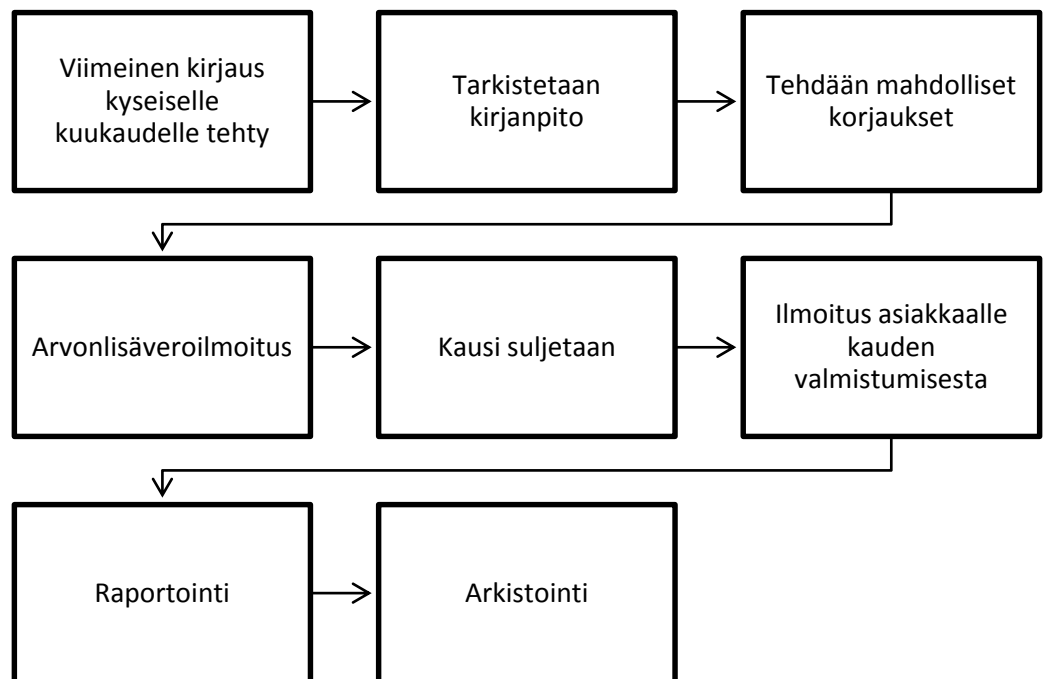 Viimeinen kirjaus
kyseiselle
kuukaudelle tehty
Tarkistetaan
kirjanpito
Tehdään mahdolliset
korjaukset
Arvonlisäveroilmoitus
Kausi suljetaan
Ilmoitus asiakkaalle
kauden
valmistumisesta
Raportointi
Arkistointi